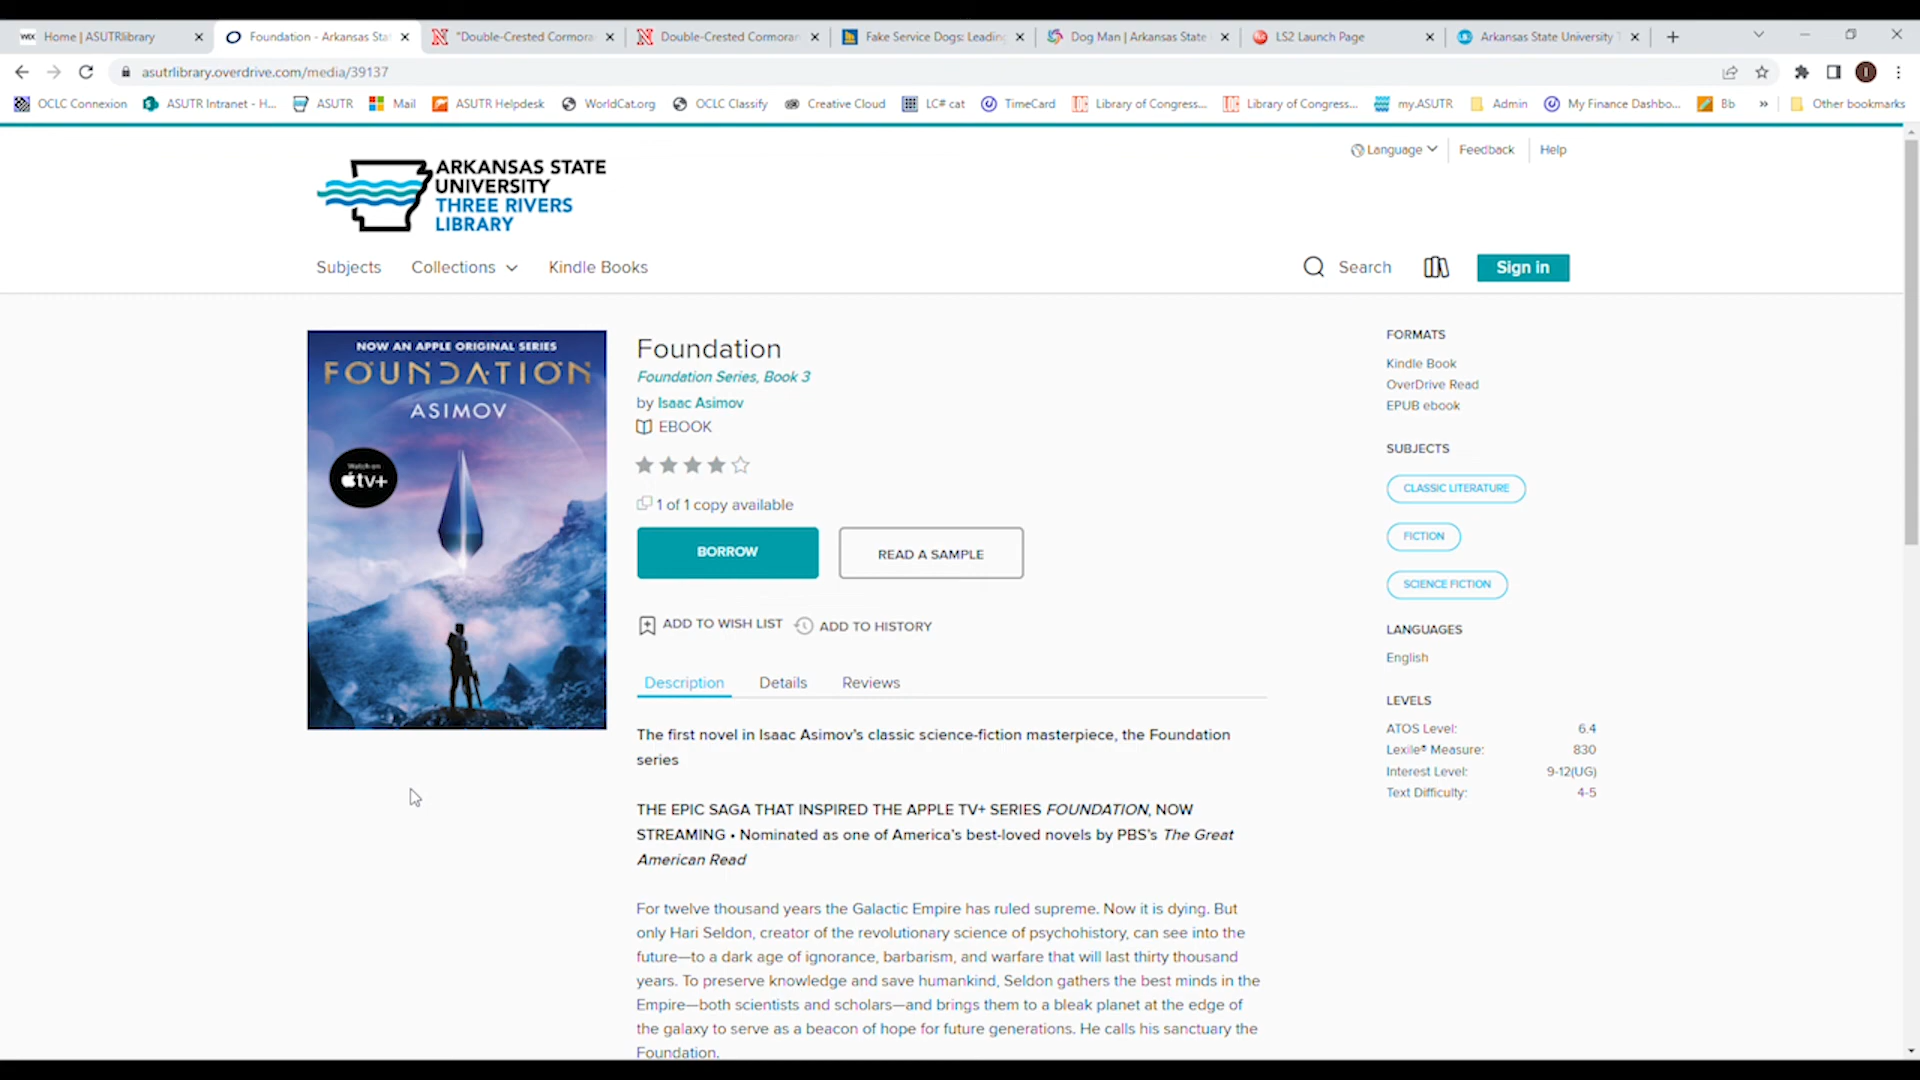 Home | ASUTRlibrary
Foundation - Arkansas Sta
"Double-Crested Cormora
Double-Crested Cormoran
Fake Service Dogs: Leading
Dog Man | Arkansas State
LS2 Launch Page
Arkansas State University T
asutrlibrary.overdrive.com/media/39137
OCLC Connexion
ASUTR Intranet - H...
ASUTR
Mail
ASUTR Helpdesk
WorldCat.org
OCLC Classify
Creative Cloud
LC# cat
TimeCard
Library of Congress...
Library of Congress...
my.ASUTR
Admin
My Finance Dashbo...
Bb
»
Other bookmarks
Language
Feedback
Help
ARKANSAS STATE
UNIVERSITY
THREE RIVERS
LIBRARY
Subjects
Collections
Kindle Books
Search
Sign in
NOW AN APPLE ORIGINAL SERIES
FOUNDATION
ASIMOV
Watch on
tv+
Foundation
Foundation Series, Book 3
by Isaac Asimov
EBOOK
1 of 1 copy available
BORROW
READ A SAMPLE
ADD TO WISH LIST
ADD TO HISTORY
Description
Details
Reviews
The first novel in Isaac Asimov's classic science-fiction masterpiece, the Foundation
series
THE EPIC SAGA THAT INSPIRED THE APPLE TV+ SERIES FOUNDATION, NOW
STREAMING • Nominated as one of America's best-loved novels by PBS's The Great
American Read
For twelve thousand years the Galactic Empire has ruled supreme. Now it is dying. But
only Hari Seldon, creator of the revolutionary science of psychohistory, can see into the
future—to a dark age of ignorance, barbarism, and warfare that will last thirty thousand
years. To preserve knowledge and save humankind, Seldon gathers the best minds in the
Empire—both scientists and scholars—and brings them to a bleak planet at the edge of
the galaxy to serve as a beacon of hope for future generations. He calls his sanctuary the
Foundation.
FORMATS
Kindle Book
OverDrive Read
EPUB ebook
SUBJECTS
CLASSIC LITERATURE
FICTION
SCIENCE FICTION
LANGUAGES
English
LEVELS
ATOS Level: 6.4
Lexile® Measure: 830
Interest Level: 9-12(UG)
Text Difficulty: 4-5